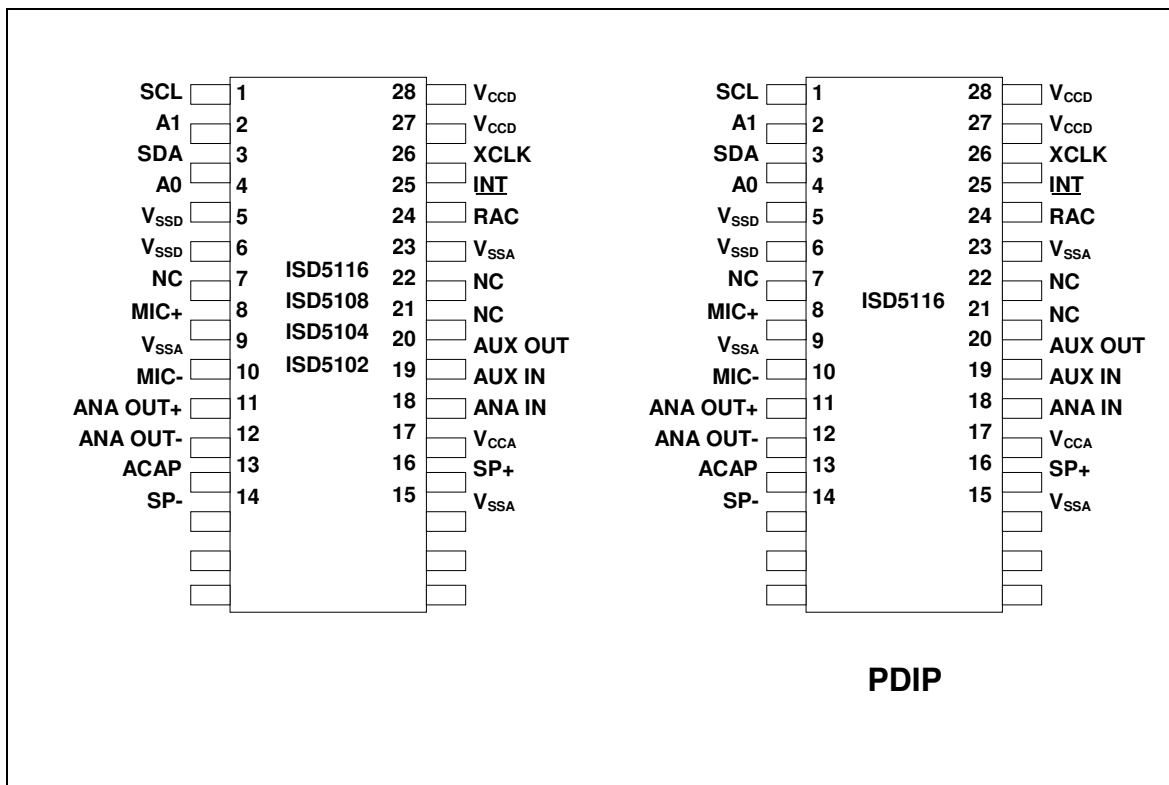 SCL 1 28 VCCD
A1 2 27 VCCD
SDA 3 26 XCLK
A0 4 25 INT
VSSD 5 24 RAC
VSSD 6 23 VSSA
NC 7 ISD5116 22 NC
MIC+ 8 ISD5108 21 NC
VSSA 9 ISD5104 20 AUX OUT
MIC- 10 ISD5102 19 AUX IN
ANA OUT+ 11 18 ANA IN
ANA OUT- 12 17 VCCA
ACAP 13 16 SP+
SP- 14 15 VSSA
SCL 1 28 VCCD
A1 2 27 VCCD
SDA 3 26 XCLK
A0 4 25 INT
VSSD 5 24 RAC
VSSD 6 23 VSSA
NC 7 22 NC
MIC+ 8 ISD5116 21 NC
VSSA 9 20 AUX OUT
MIC- 10 19 AUX IN
ANA OUT+ 11 18 ANA IN
ANA OUT- 12 17 VCCA
ACAP 13 16 SP+
SP- 14 15 VSSA
PDIP